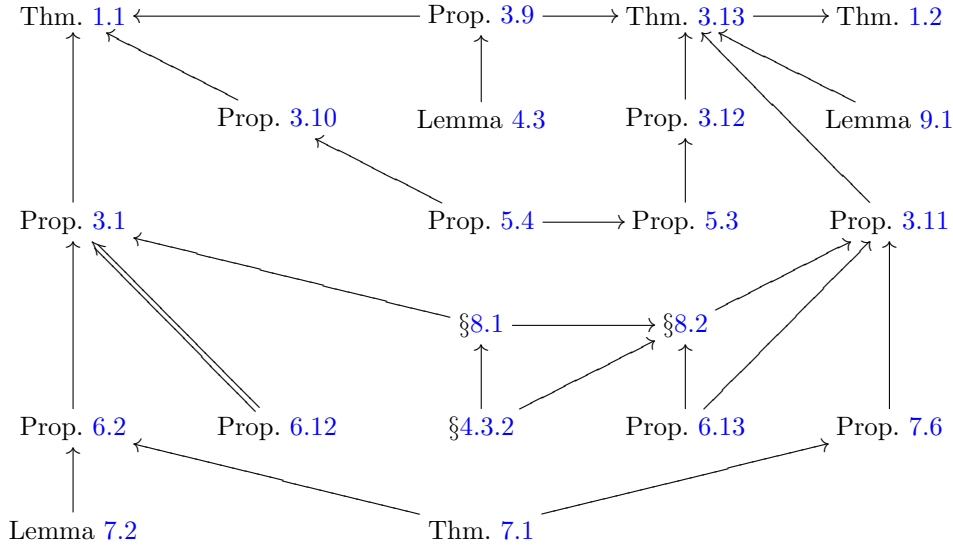 Thm. 1.1 Prop. 3.9 Thm. 3.13 Thm. 1.2
Prop. 3.10 Lemma 4.3 Prop. 3.12 Lemma 9.1
Prop. 3.1 Prop. 5.4 Prop. 5.3 Prop. 3.11
§8.1 §8.2
Prop. 6.2 Prop. 6.12 §4.3.2 Prop. 6.13 Prop. 7.6
Lemma 7.2 Thm. 7.1